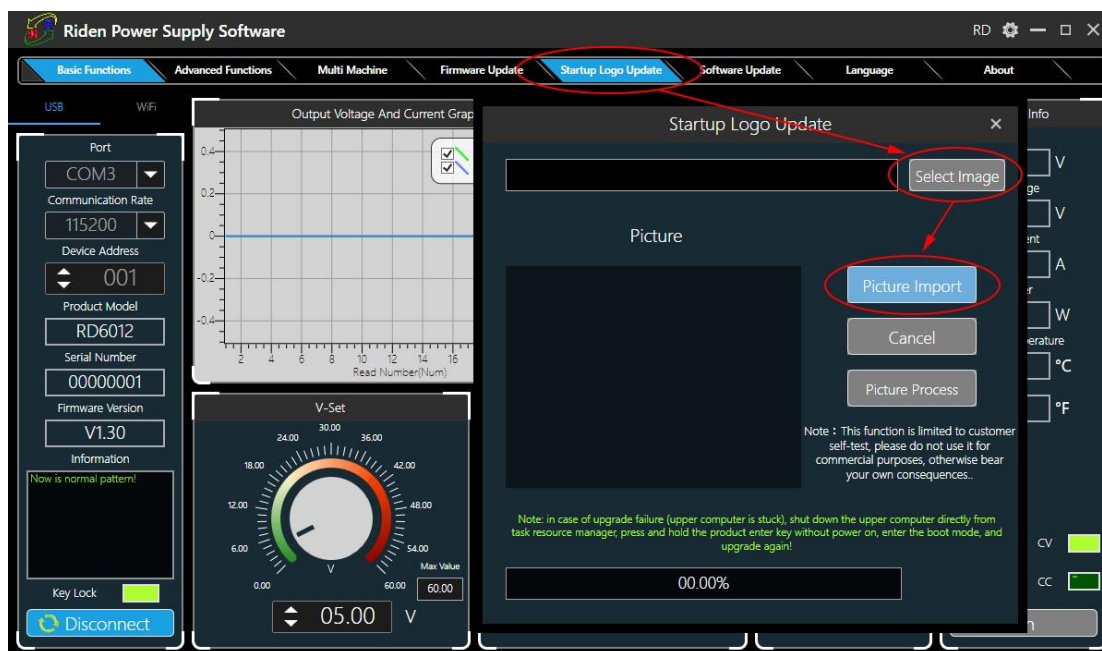 Riden Power Supply Software
RD
Basic Functions
Advanced Functions
Multi Machine
Firmware Update
Startup Logo Update
Software Update
Language
About
USB
WiFi
Port
COM3
Communication Rate
115200
Device Address
001
Product Model
RD6012
Serial Number
00000001
Firmware Version
V1.30
Information
Now is normal pattern!
Key Lock
Disconnect
Output Voltage And Current Grap
0.4
0.2
0
-0.2
-0.4
2 4 6 8 10 12 14 16
Read Number(Num)
V-Set
0.00
6.00
12.00
18.00
24.00
30.00
36.00
42.00
48.00
54.00
60.00
V
Max Value
60.00
05.00 V
Startup Logo Update
Select Image
Picture
Picture Import
Cancel
Picture Process
Note : This function is limited to customer
self-test, please do not use it for
commercial purposes, otherwise bear
your own consequences..
Note: in case of upgrade failure (upper computer is stuck), shut down the upper computer directly from
task resource manager, press and hold the product enter key without power on, enter the boot mode, and
upgrade again!
00.00%
Info
V
ge
V
ent
A
er
W
erature
°C
°F
CV
CC
n